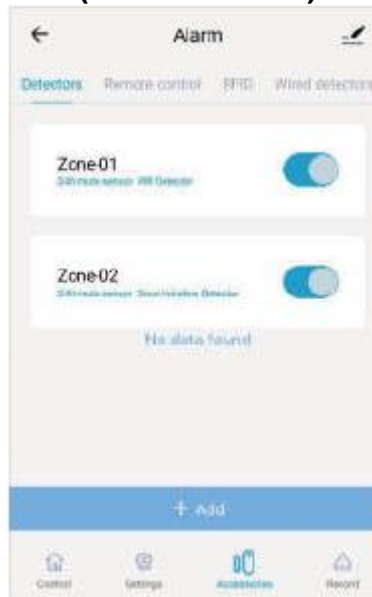 Alarm
Detectors Remote control RFID Wired detectors
Zone-01
Zone-02
No data found
+ Add
Control Settings Accessories Record